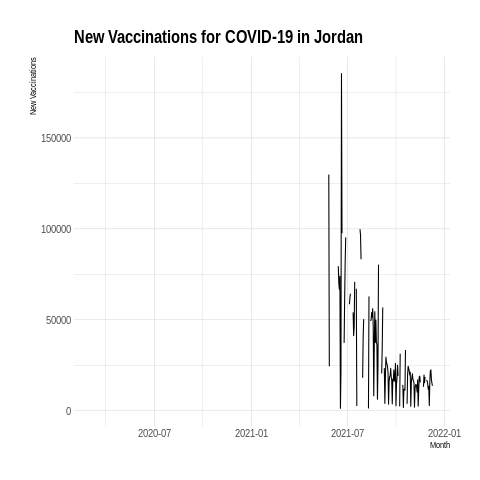 New Vaccinations for COVID-19 in Jordan
New Vaccinations
150000
100000
50000
0
2020-07
2021-01
2021-07
2022-01
Month